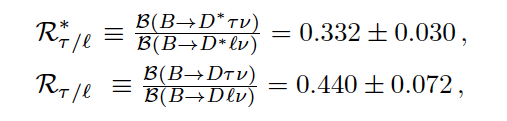 ℛ*_{τ/ℓ} ≡ ℬ(B→D*τν)/ℬ(B→D*ℓν) = 0.332 ± 0.030 ,
ℛ_{τ/ℓ} ≡ ℬ(B→Dτν)/ℬ(B→Dℓν) = 0.440 ± 0.072 ,